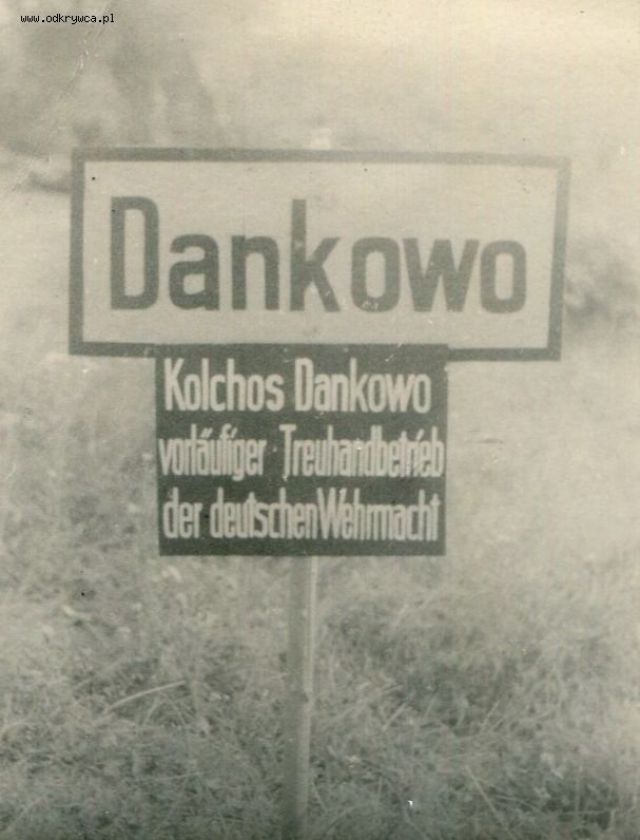 www.odkrywca.pl
Dankowo
Kolchos Dankowo
vorläufiger Treuhandbetrieb
der deutschen Wehrmacht